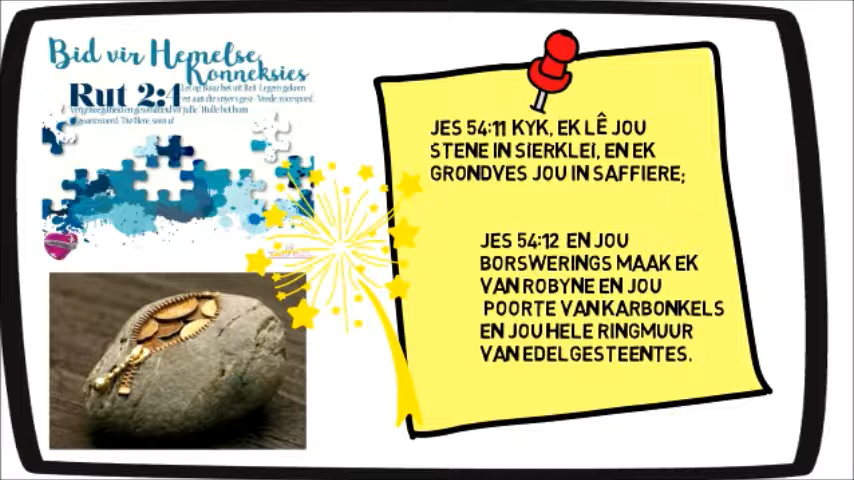 Bid vir Hemelse
Konneksies
Rut 2:4
JES 54:11 KYK, EK LÊ JOU
STENE IN SIERKLEI, EN EK
GRONDVES JOU IN SAFFIERE;
JES 54:12 EN JOU
BORSWERINGS MAAK EK
VAN ROBYNE EN JOU
POORTE VAN KARBONKELS
EN JOU HELE RINGMUUR
VAN EDELGESTEENTES.